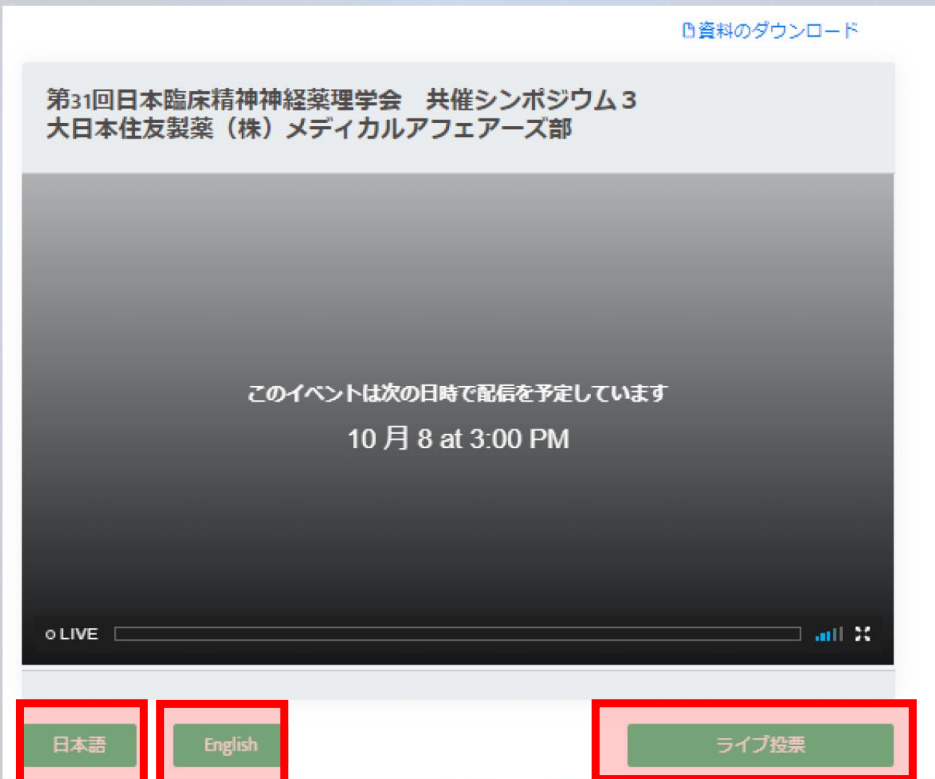 資料のダウンロード
第31回日本臨床精神神経薬理学会　共催シンポジウム３
大日本住友製薬（株）メディカルアフェアーズ部
このイベントは次の日時で配信を予定しています
10 月 8 at 3:00 PM
LIVE
日本語 English ライブ投票